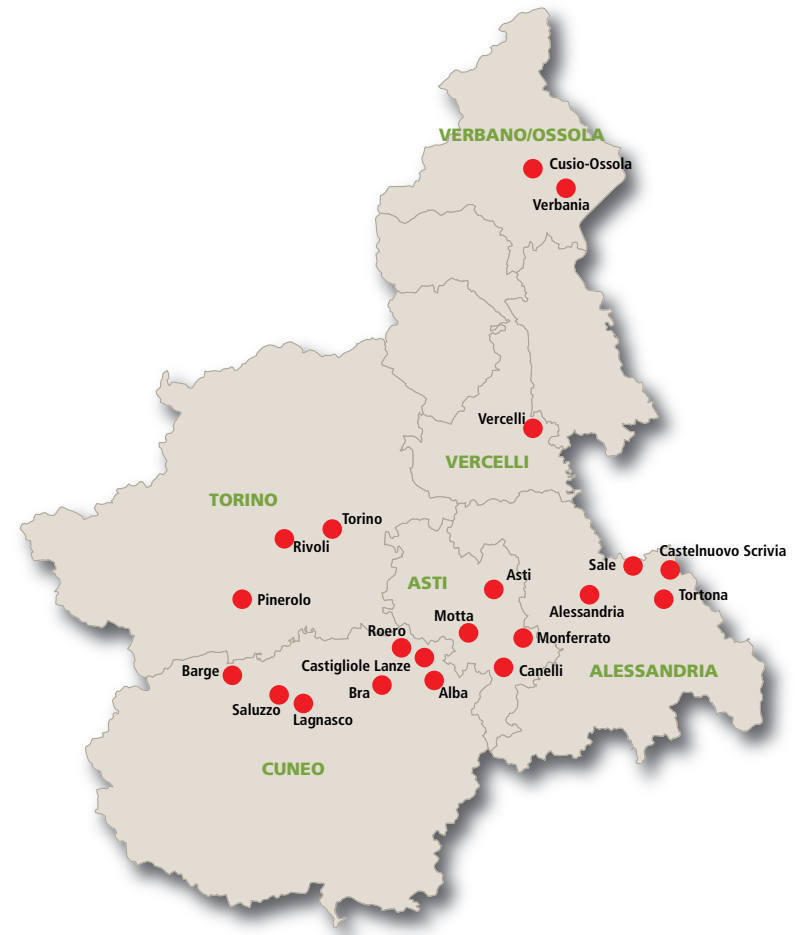 VERBANO/OSSOLA
Cusio-Ossola
Verbania
Vercelli
VERCELLI
TORINO
Torino
Rivoli
Castelnuovo Scrivia
Sale
Asti
ASTI
Tortona
Pinerolo
Alessandria
Motta
Roero
Monferrato
Castigliole Lanze
Barge
Canelli
ALESSANDRIA
Bra
Alba
Saluzzo
Lagnasco
CUNEO